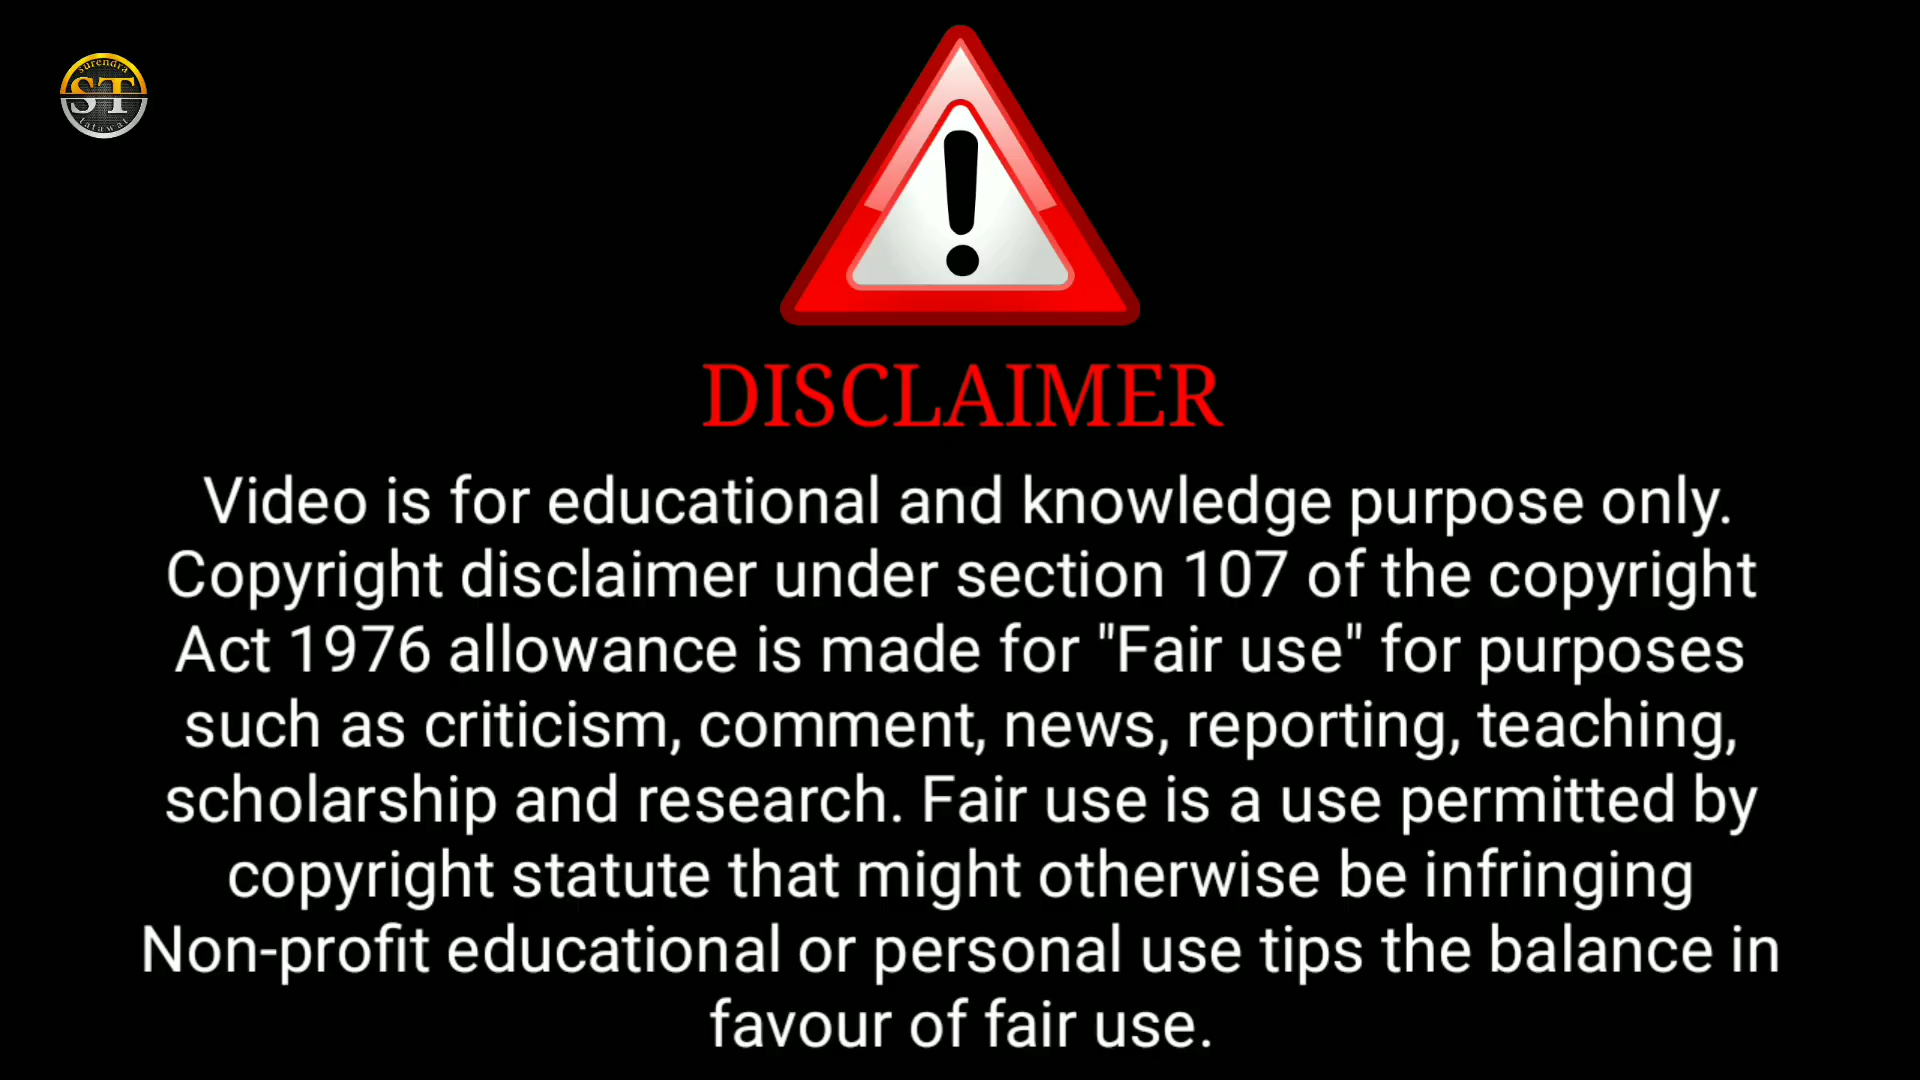 surendra
ST
tatawat
DISCLAIMER
Video is for educational and knowledge purpose only.
Copyright disclaimer under section 107 of the copyright
Act 1976 allowance is made for "Fair use" for purposes
such as criticism, comment, news, reporting, teaching,
scholarship and research. Fair use is a use permitted by
copyright statute that might otherwise be infringing
Non-profit educational or personal use tips the balance in
favour of fair use.